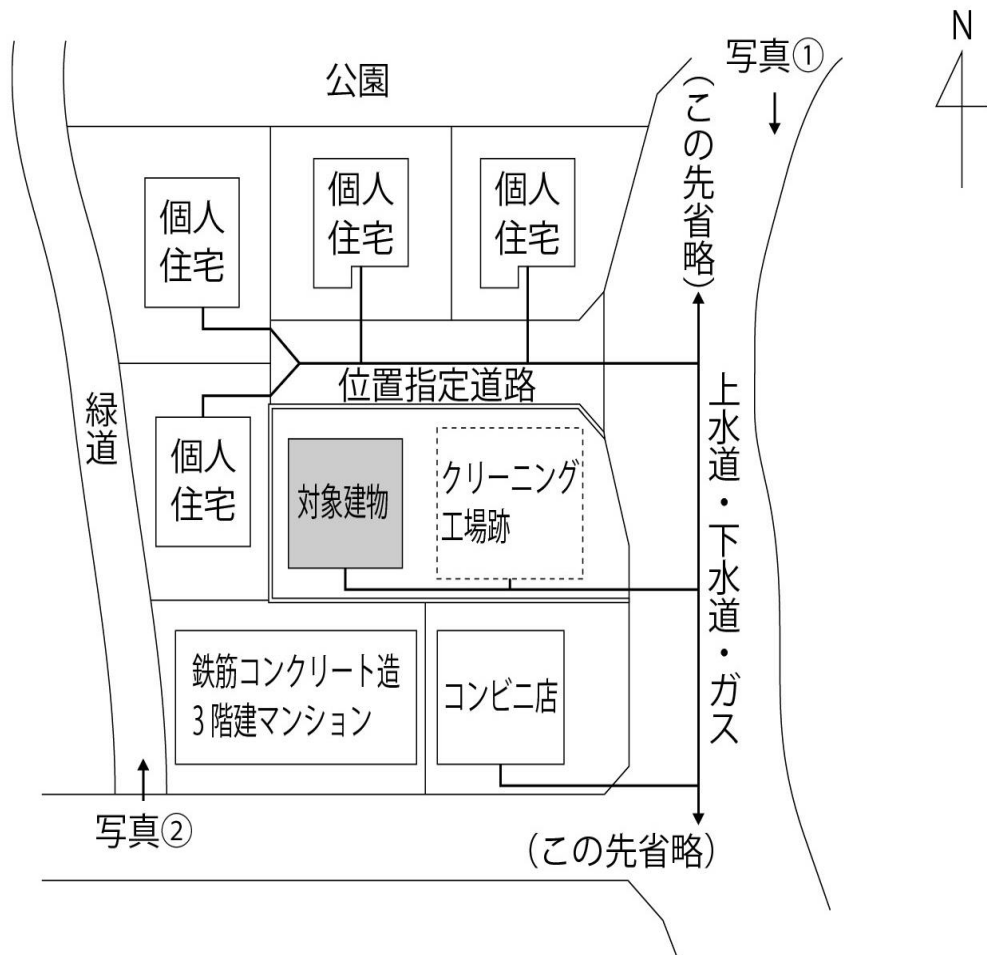 N
写真①
公園
(この先省略)
個人
住宅
個人
住宅
個人
住宅
位置指定道路
緑道
個人
住宅
対象建物
クリーニング
工場跡
上水道・下水道・ガス
鉄筋コンクリート造
3階建マンション
コンビニ店
写真②
(この先省略)